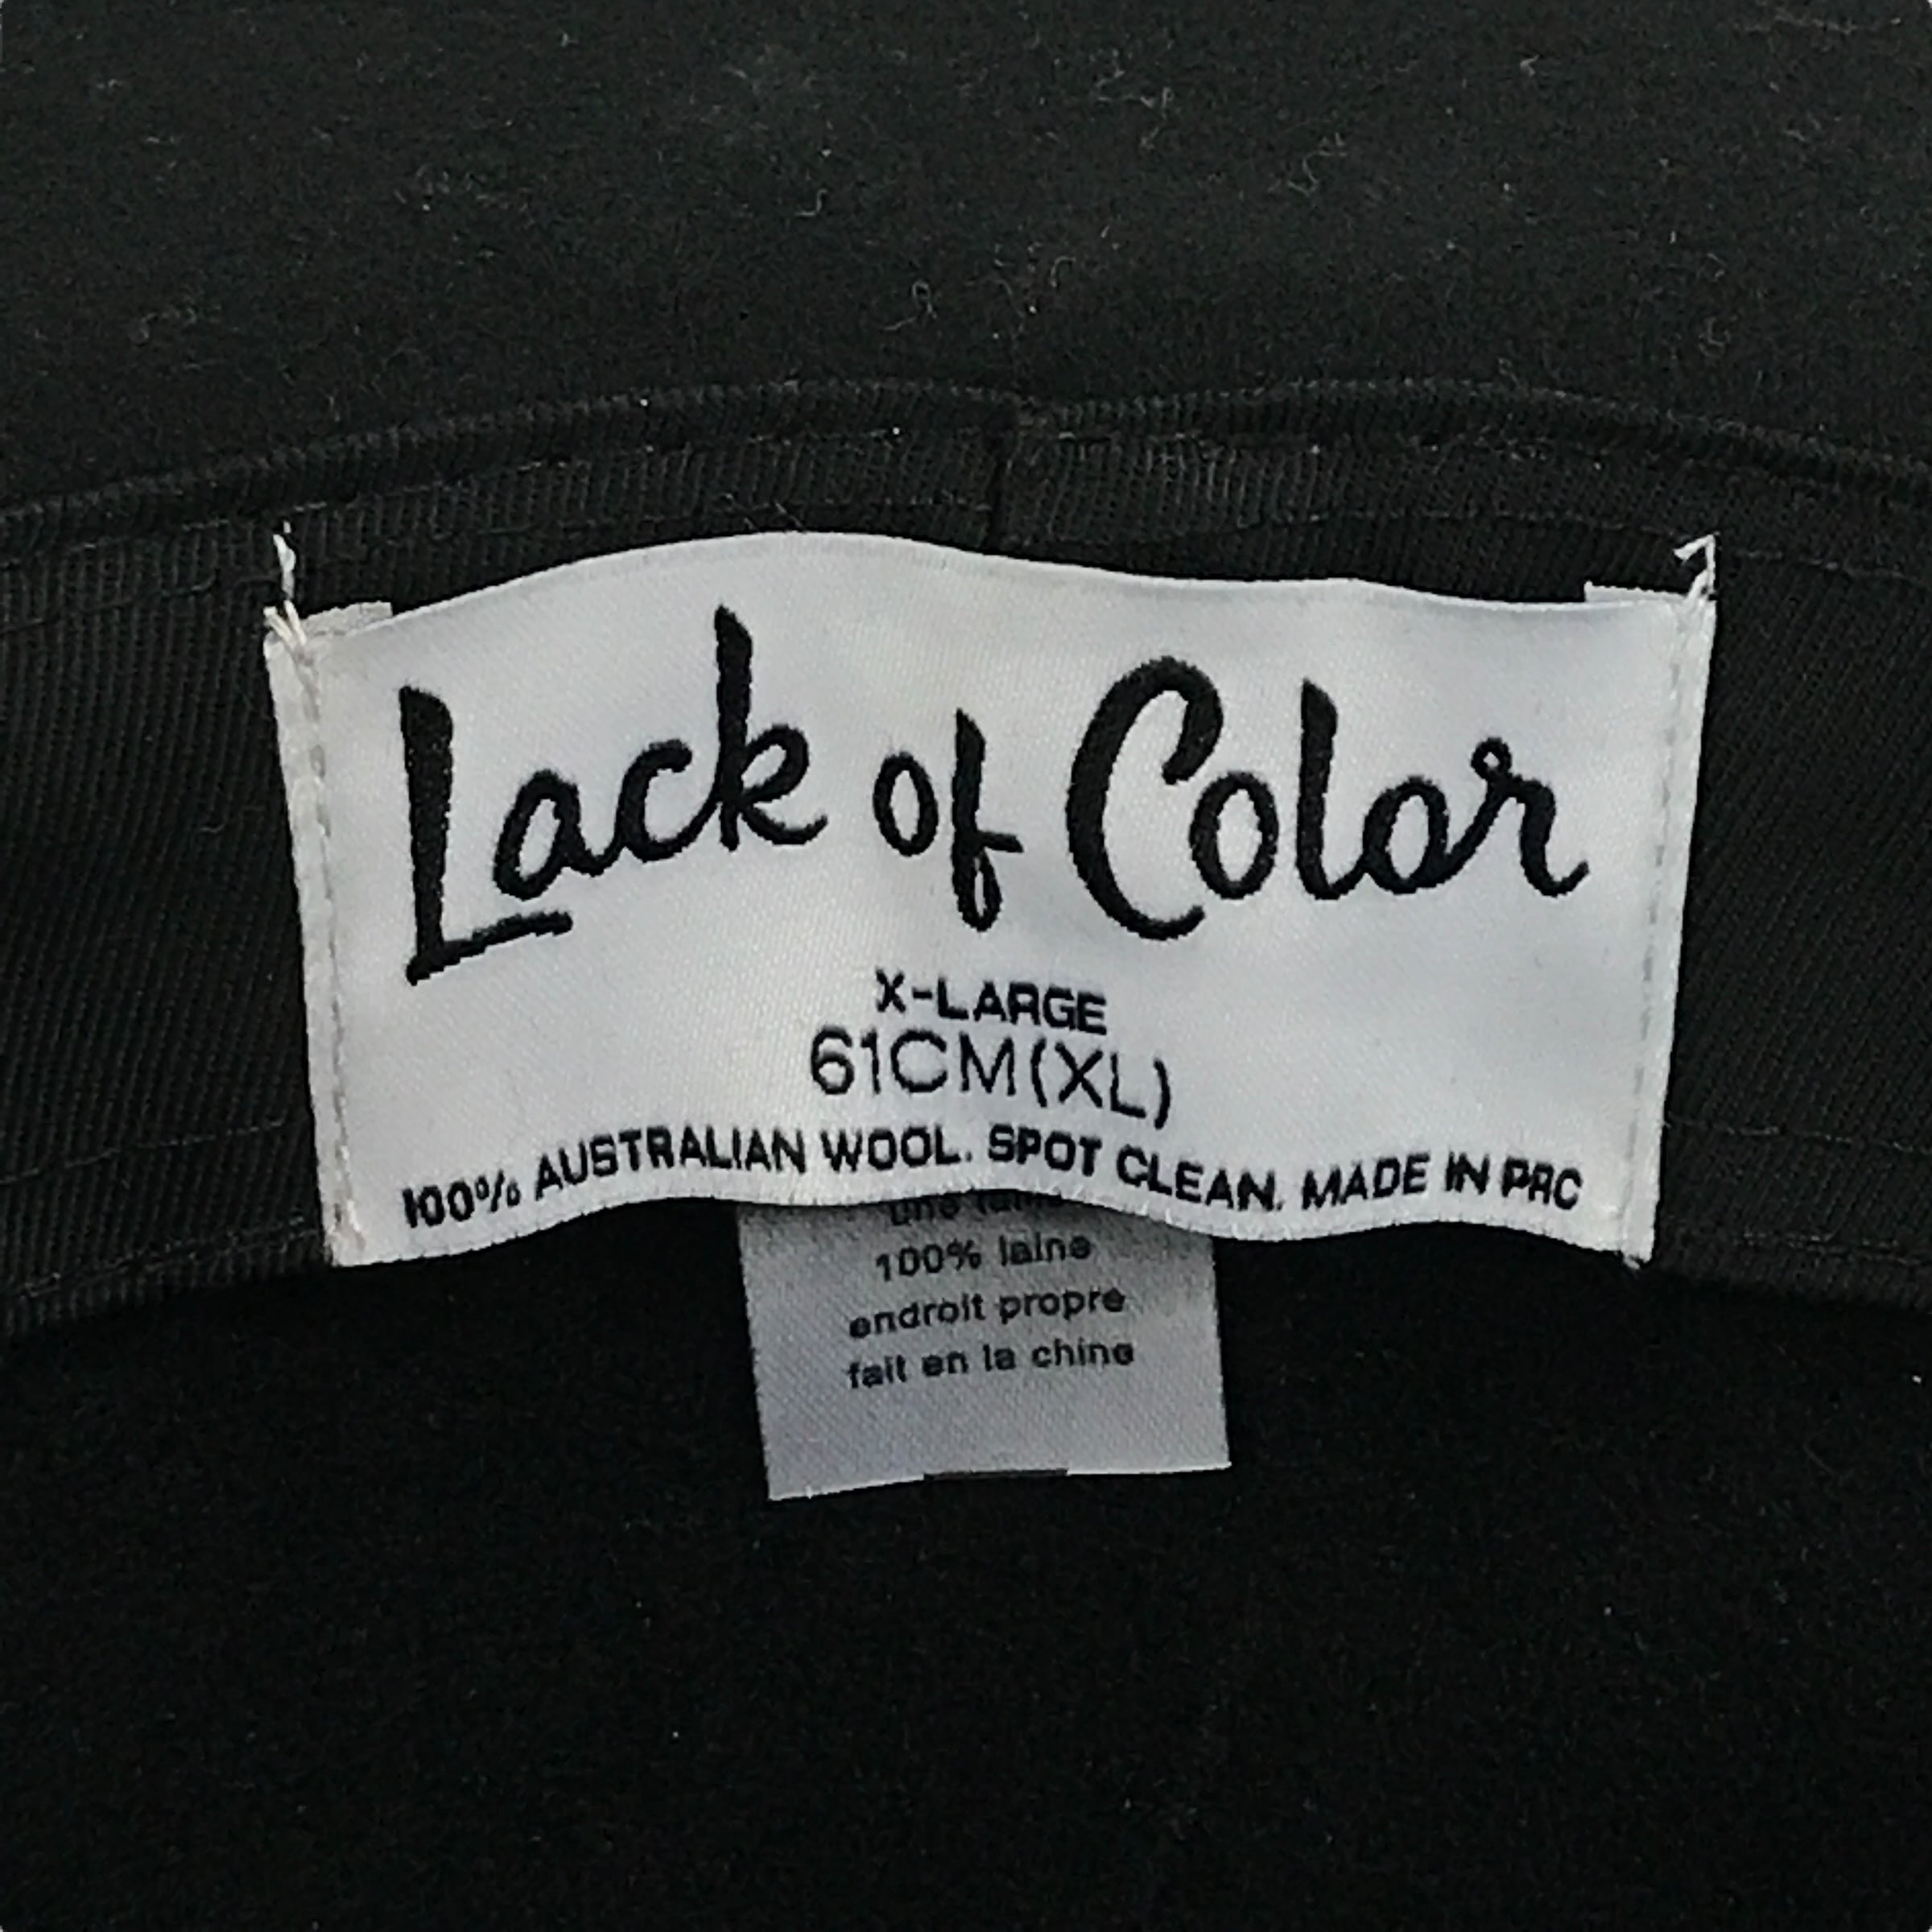 Lack of Color
X-LARGE
61CM(XL)
100% AUSTRALIAN WOOL. SPOT CLEAN. MADE IN PRC
100% laine
endroit propre
fait en la chine